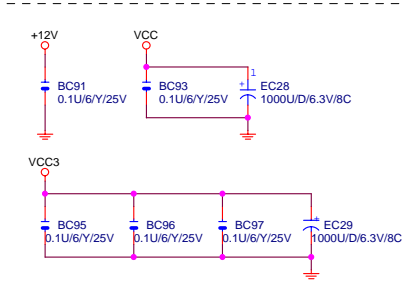 +12V
VCC
1
BC91
0.1U/6/Y/25V
BC93
0.1U/6/Y/25V
+
EC28
1000U/D/6.3V/8C
VCC3
BC95
0.1U/6/Y/25V
BC96
0.1U/6/Y/25V
BC97
0.1U/6/Y/25V
+
EC29
1000U/D/6.3V/8C